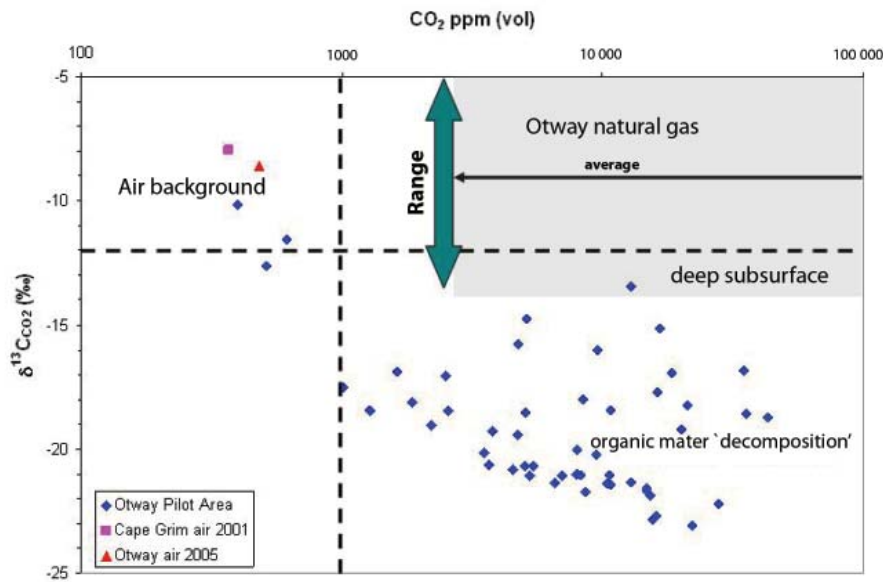 CO₂ ppm (vol)
100 1000 10 000 100 000
-5
Otway natural gas
average
Range
Air background
-10
deep subsurface
δ¹³Cco₂ (‰)
-15
organic mater `decomposition'
-20
Otway Pilot Area
Cape Grim air 2001
Otway air 2005
-25